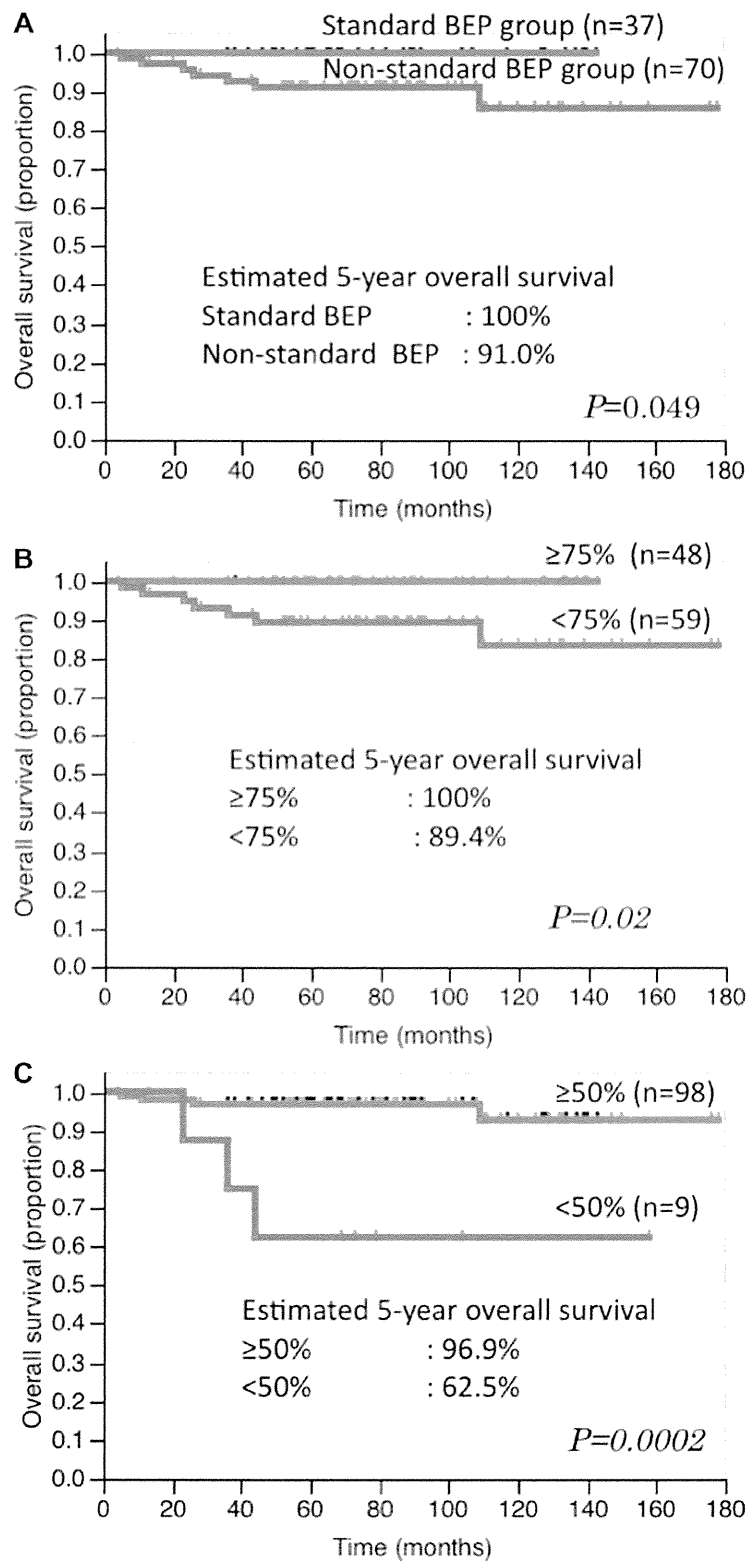 A
Standard BEP group (n=37)
Non-standard BEP group (n=70)
Overall survival (proportion)
1.0
0.9
0.8
0.7
0.6
0.5
0.4
0.3
0.2
0.1
0.0
Estimated 5-year overall survival
Standard BEP : 100%
Non-standard BEP : 91.0%
P=0.049
0 20 40 60 80 100 120 140 160 180
Time (months)
B
≥75% (n=48)
<75% (n=59)
Overall survival (proportion)
1.0
0.9
0.8
0.7
0.6
0.5
0.4
0.3
0.2
0.1
0.0
Estimated 5-year overall survival
≥75% : 100%
<75% : 89.4%
P=0.02
0 20 40 60 80 100 120 140 160 180
Time (months)
C
≥50% (n=98)
<50% (n=9)
Overall survival (proportion)
1.0
0.9
0.8
0.7
0.6
0.5
0.4
0.3
0.2
0.1
0.0
Estimated 5-year overall survival
≥50% : 96.9%
<50% : 62.5%
P=0.0002
0 20 40 60 80 100 120 140 160 180
Time (months)